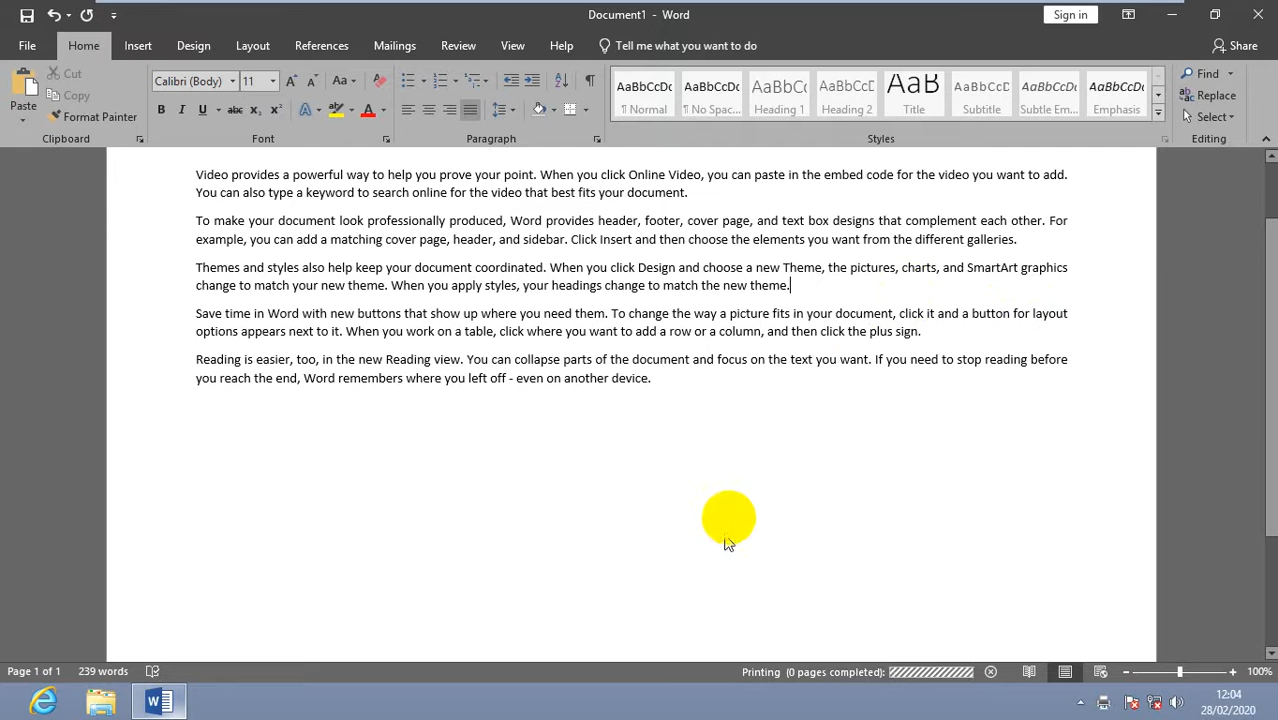 Document1 - Word
Sign in
File Home Insert Design Layout References Mailings Review View Help Tell me what you want to do Share
Paste
Cut
Copy
Format Painter
Clipboard
Calibri (Body) 11
Aa
B I U abc x₂ x²
A A
Font
Paragraph
AaBbCcDc AaBbCcDc AaBbCc AaBbCcD AaB AaBbCcD AaBbCcDc AaBbCcDc
¶ Normal ¶ No Spac... Heading 1 Heading 2 Title Subtitle Subtle Em... Emphasis
Styles
Find
Replace
Select
Editing
Video provides a powerful way to help you prove your point. When you click Online Video, you can paste in the embed code for the video you want to add.
You can also type a keyword to search online for the video that best fits your document.
To make your document look professionally produced, Word provides header, footer, cover page, and text box designs that complement each other. For
example, you can add a matching cover page, header, and sidebar. Click Insert and then choose the elements you want from the different galleries.
Themes and styles also help keep your document coordinated. When you click Design and choose a new Theme, the pictures, charts, and SmartArt graphics
change to match your new theme. When you apply styles, your headings change to match the new theme.
Save time in Word with new buttons that show up where you need them. To change the way a picture fits in your document, click it and a button for layout
options appears next to it. When you work on a table, click where you want to add a row or a column, and then click the plus sign.
Reading is easier, too, in the new Reading view. You can collapse parts of the document and focus on the text you want. If you need to stop reading before
you reach the end, Word remembers where you left off - even on another device.
Page 1 of 1 239 words Printing (0 pages completed): 100%
12:04
28/02/2020